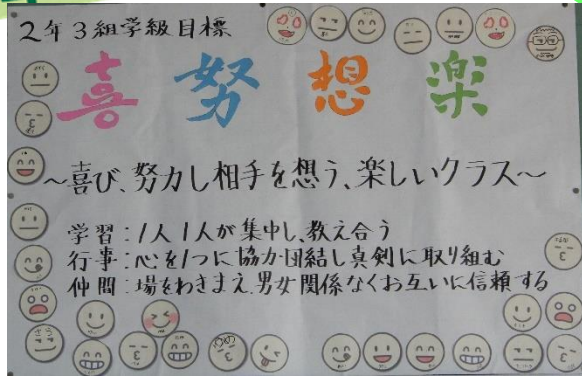 2年3組学級目標
喜努想楽
～喜び、努力し相手を想う、楽しいクラス～
学習：1人1人が集中し、教え合う
行事：心を1つに協力団結し真剣に取り組む
仲間：場をわきまえ、男女関係なくお互いに信頼する